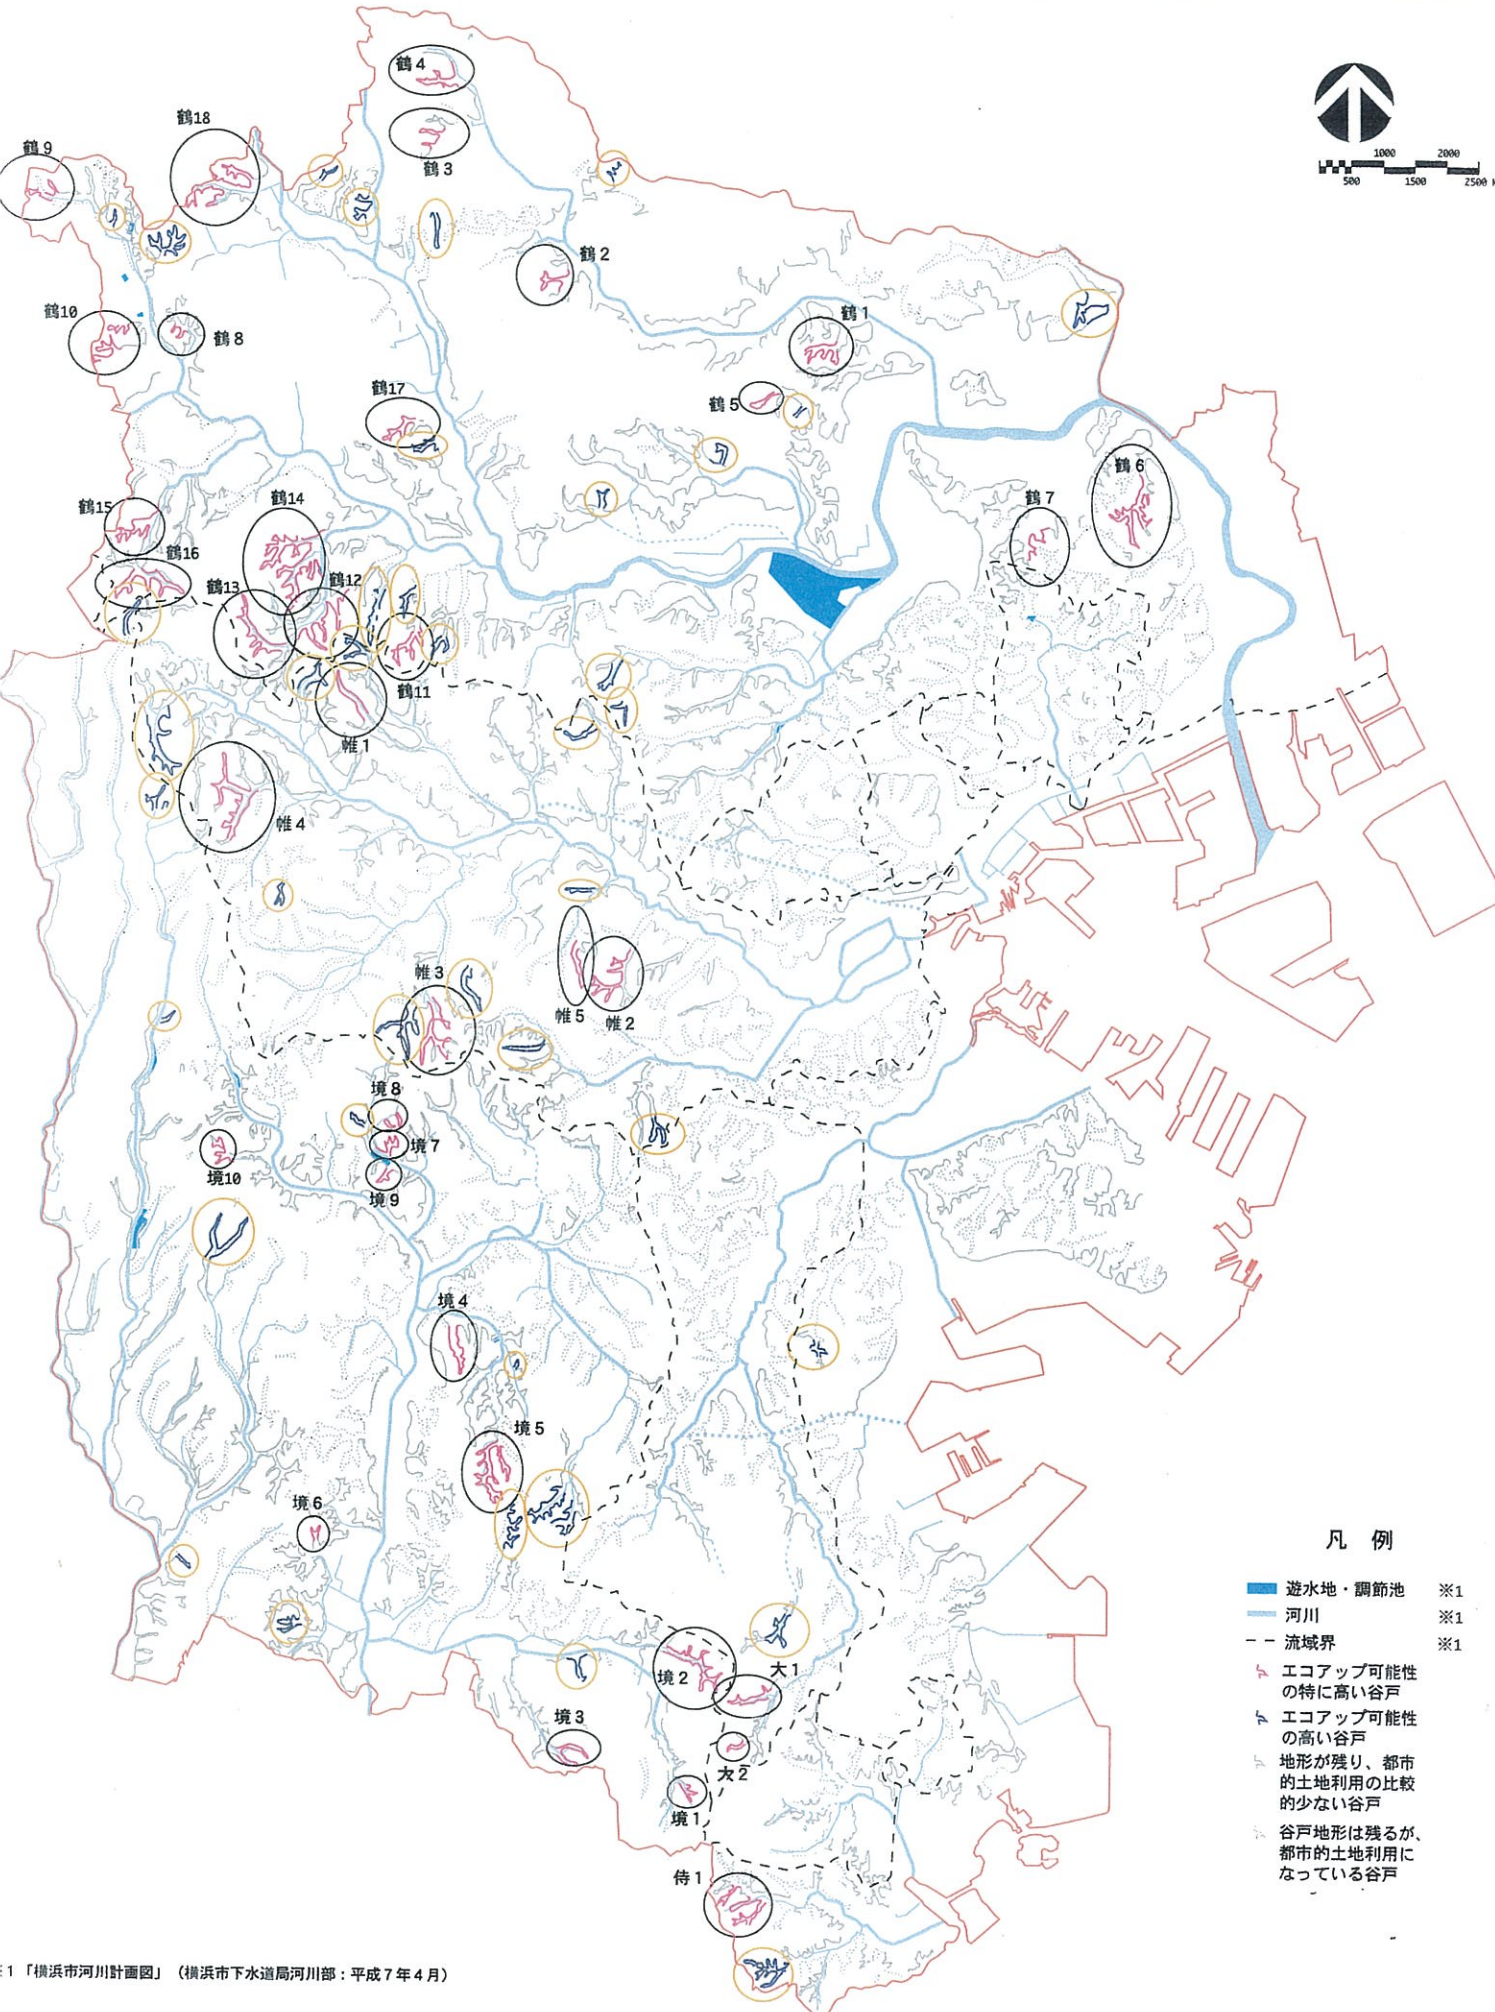 鶴4
鶴18
鶴9
鶴3
1000 2000
500 1500 2500
鶴2
鶴10
鶴8
鶴1
鶴17
鶴5
鶴6
鶴7
鶴15
鶴14
鶴16
鶴13
鶴12
鶴11
帷1
帷4
帷3
帷5
帷2
境8
境7
境10
境9
境4
境5
境6
境2
大1
境3
大2
境1
侍1
凡 例
遊水地・調節池 ※1
河川 ※1
流域界 ※1
エコアップ可能性
の特に高い谷戸
エコアップ可能性
の高い谷戸
地形が残り、都市
的土地利用の比較
的少ない谷戸
谷戸地形は残るが、
都市的土地利用に
なっている谷戸
1「横浜市河川計画図」(横浜市下水道局河川部:平成7年4月)